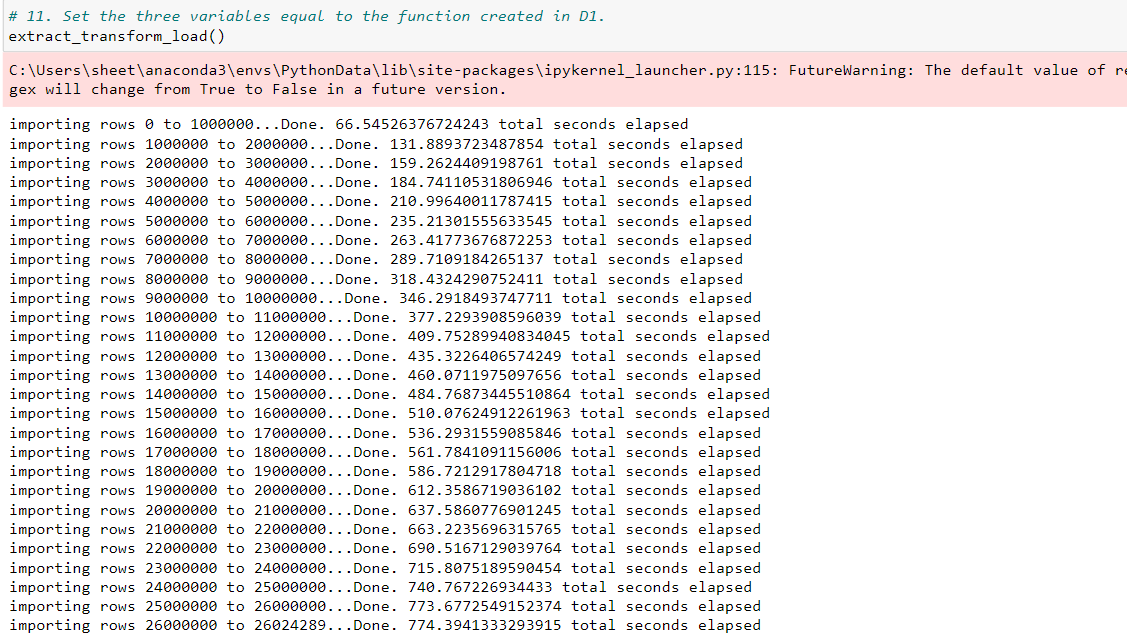 # 11. Set the three variables equal to the function created in D1.
extract_transform_load()
C:\Users\sheet\anaconda3\envs\PythonData\lib\site-packages\ipykernel_launcher.py:115: FutureWarning: The default value of re
gex will change from True to False in a future version.
importing rows 0 to 1000000...Done. 66.54526376724243 total seconds elapsed
importing rows 1000000 to 2000000...Done. 131.8893723487854 total seconds elapsed
importing rows 2000000 to 3000000...Done. 159.2624409198761 total seconds elapsed
importing rows 3000000 to 4000000...Done. 184.74110531806946 total seconds elapsed
importing rows 4000000 to 5000000...Done. 210.99640011787415 total seconds elapsed
importing rows 5000000 to 6000000...Done. 235.21301555633545 total seconds elapsed
importing rows 6000000 to 7000000...Done. 263.41773676872253 total seconds elapsed
importing rows 7000000 to 8000000...Done. 289.7109184265137 total seconds elapsed
importing rows 8000000 to 9000000...Done. 318.4324290752411 total seconds elapsed
importing rows 9000000 to 10000000...Done. 346.2918493747711 total seconds elapsed
importing rows 10000000 to 11000000...Done. 377.2293908596039 total seconds elapsed
importing rows 11000000 to 12000000...Done. 409.75289940834045 total seconds elapsed
importing rows 12000000 to 13000000...Done. 435.3226406574249 total seconds elapsed
importing rows 13000000 to 14000000...Done. 460.0711975097656 total seconds elapsed
importing rows 14000000 to 15000000...Done. 484.76873445510864 total seconds elapsed
importing rows 15000000 to 16000000...Done. 510.07624912261963 total seconds elapsed
importing rows 16000000 to 17000000...Done. 536.2931559085846 total seconds elapsed
importing rows 17000000 to 18000000...Done. 561.7841091156006 total seconds elapsed
importing rows 18000000 to 19000000...Done. 586.7212917804718 total seconds elapsed
importing rows 19000000 to 20000000...Done. 612.3586719036102 total seconds elapsed
importing rows 20000000 to 21000000...Done. 637.5860776901245 total seconds elapsed
importing rows 21000000 to 22000000...Done. 663.2235696315765 total seconds elapsed
importing rows 22000000 to 23000000...Done. 690.5167129039764 total seconds elapsed
importing rows 23000000 to 24000000...Done. 715.8075189590454 total seconds elapsed
importing rows 24000000 to 25000000...Done. 740.767226934433 total seconds elapsed
importing rows 25000000 to 26000000...Done. 773.6772549152374 total seconds elapsed
importing rows 26000000 to 26024289...Done. 774.3941333293915 total seconds elapsed